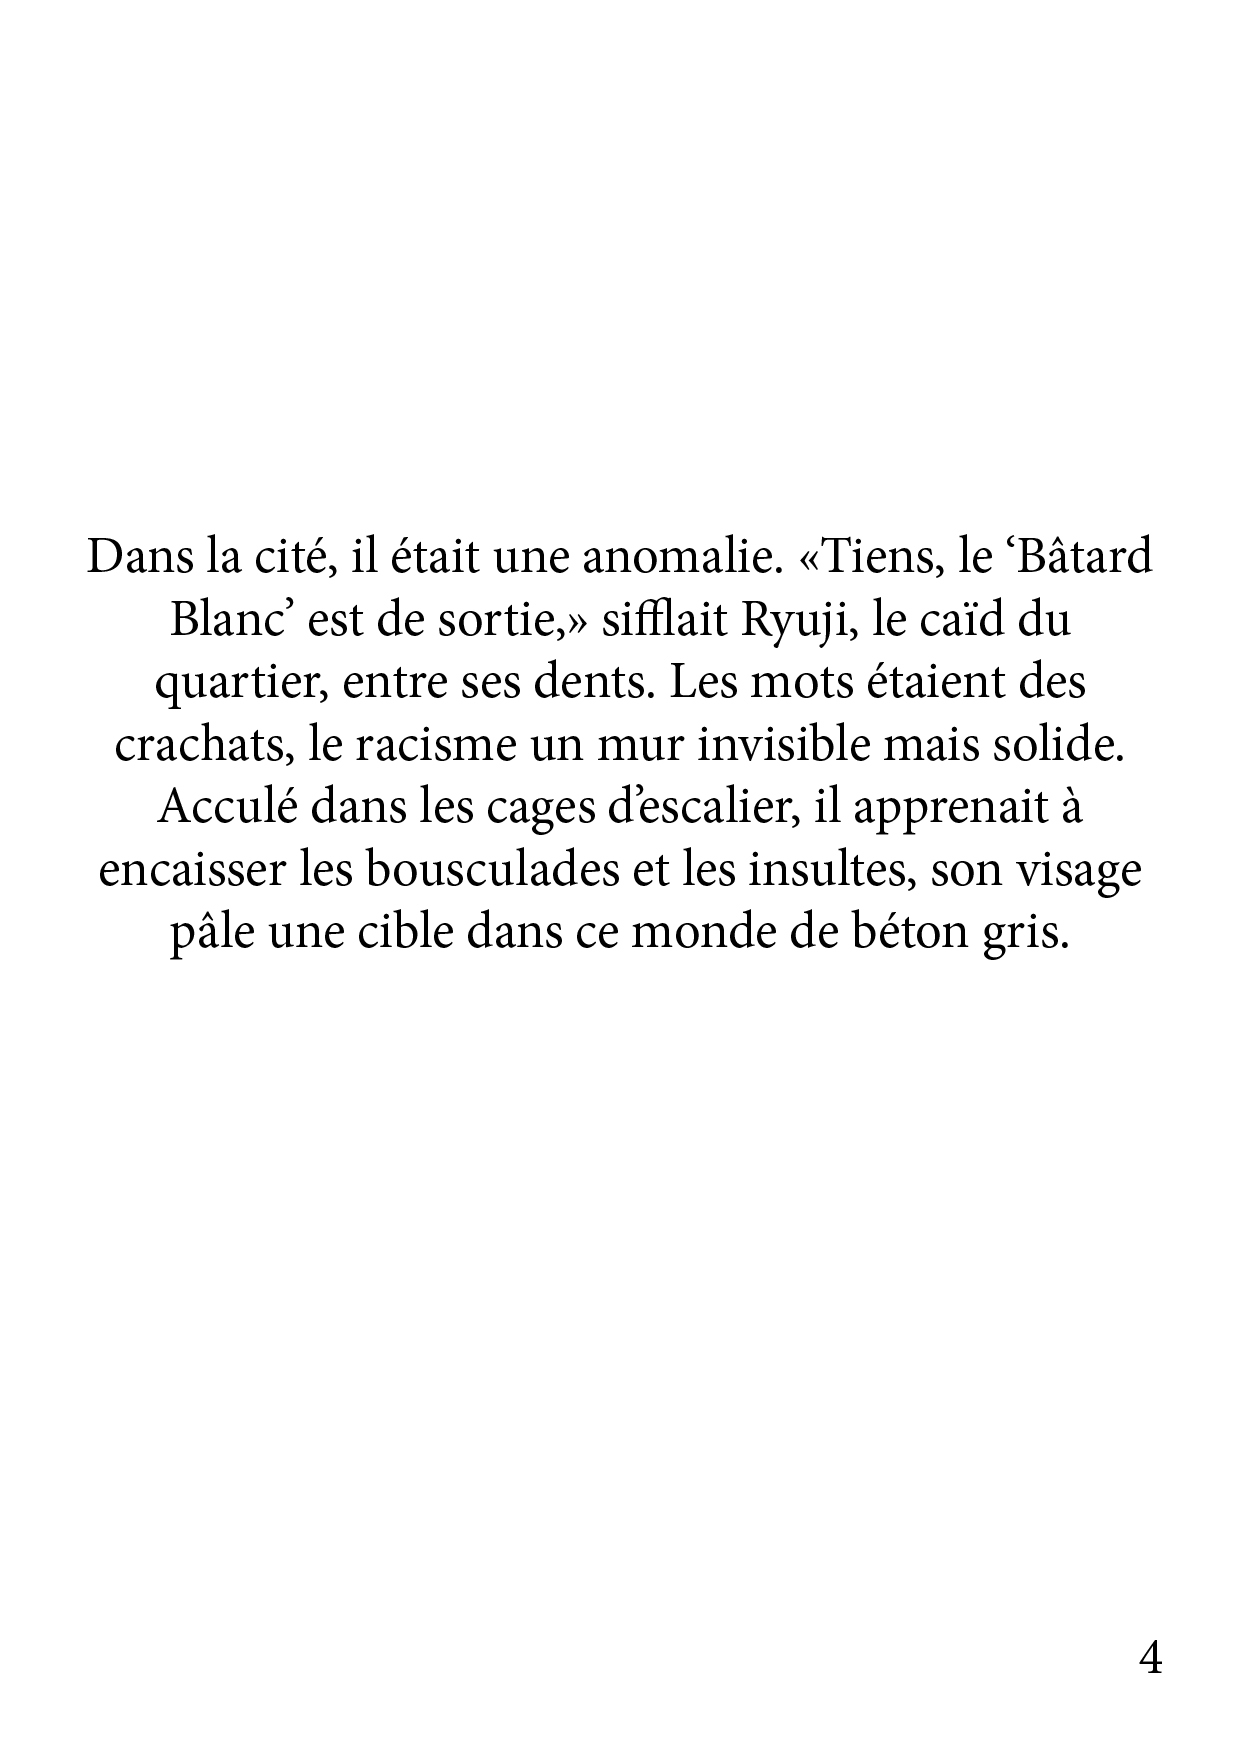 Dans la cité, il était une anomalie. «Tiens, le ‘Bâtard
Blanc’ est de sortie,» sifflait Ryuji, le caïd du
quartier, entre ses dents. Les mots étaient des
crachats, le racisme un mur invisible mais solide.
Acculé dans les cages d’escalier, il apprenait à
encaisser les bousculades et les insultes, son visage
pâle une cible dans ce monde de béton gris.
4